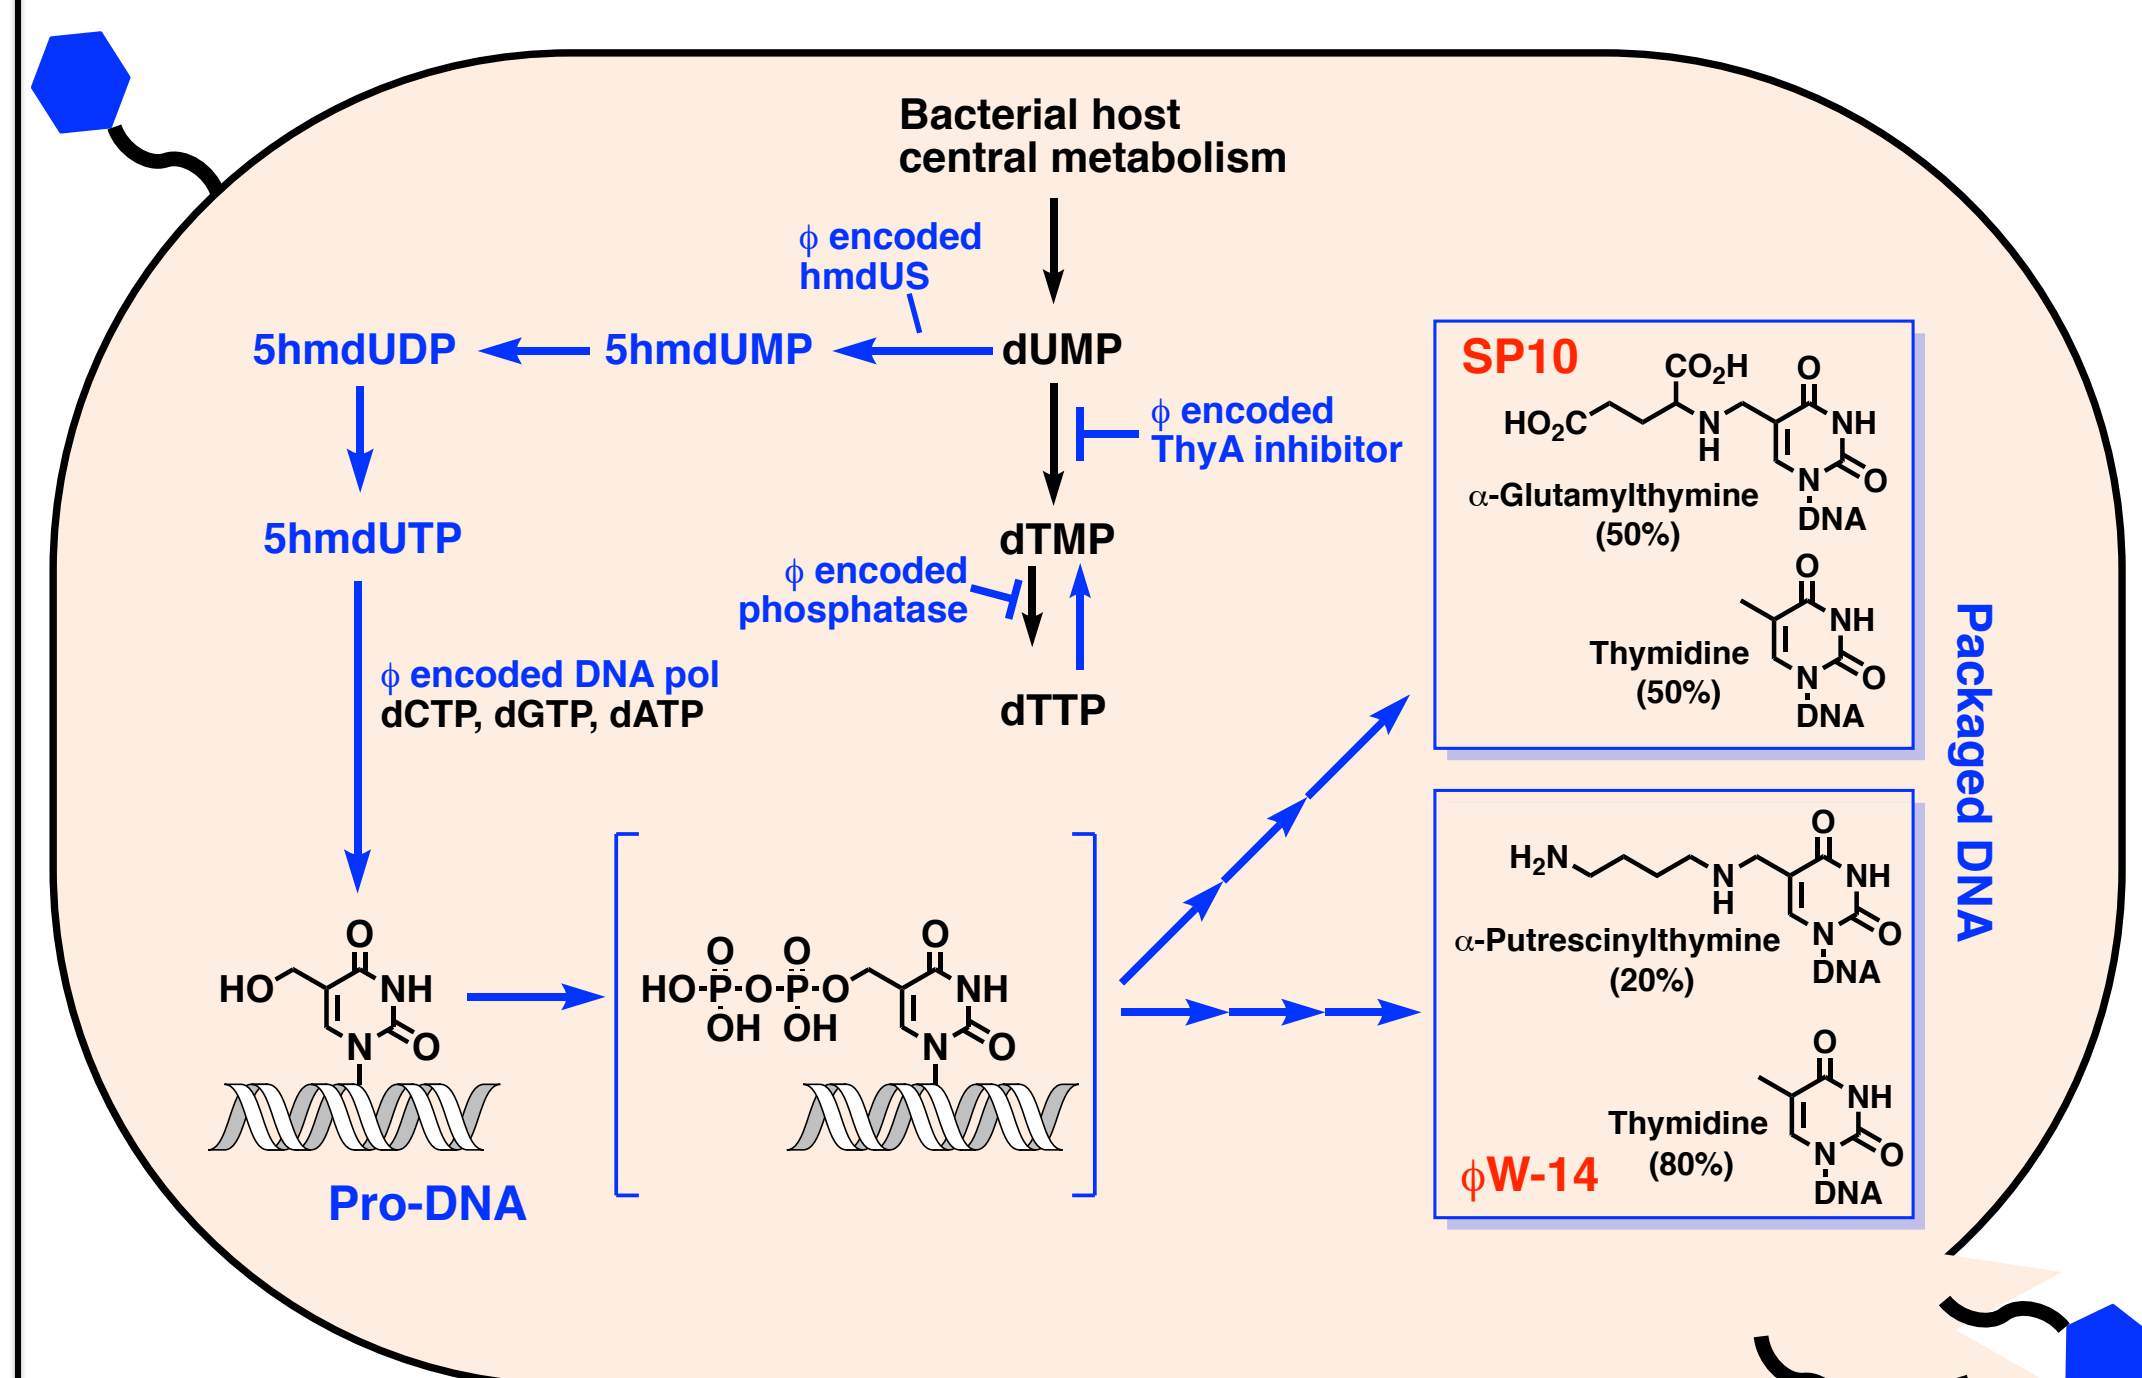 Bacterial host
central metabolism
ϕ encoded
hmdUS
5hmdUDP
5hmdUMP
dUMP
ϕ encoded
ThyA inhibitor
5hmdUTP
dTMP
ϕ encoded
phosphatase
dTTP
ϕ encoded DNA pol
dCTP, dGTP, dATP
HO
O
NH
O
N
Pro-DNA
O O
HO-P-O-P-O
OH OH
O
NH
O
N
SP10
CO₂H
HO₂C
N
H
O
NH
O
N
DNA
α-Glutamylthymine
(50%)
O
NH
O
N
DNA
Thymidine
(50%)
H₂N
N
H
O
NH
O
N
DNA
α-Putrescinylthymine
(20%)
O
NH
O
N
DNA
Thymidine
(80%)
ϕW-14
Packaged DNA